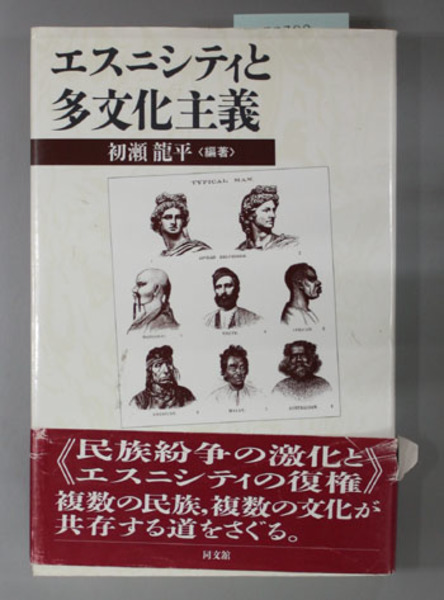 エスニシティと
多文化主義
初瀬 龍平〈編著〉
TYPICAL MAN
《民族紛争の激化と
エスニシティの復権》
複数の民族，複数の文化が
共存する道をさぐる。
同文舘